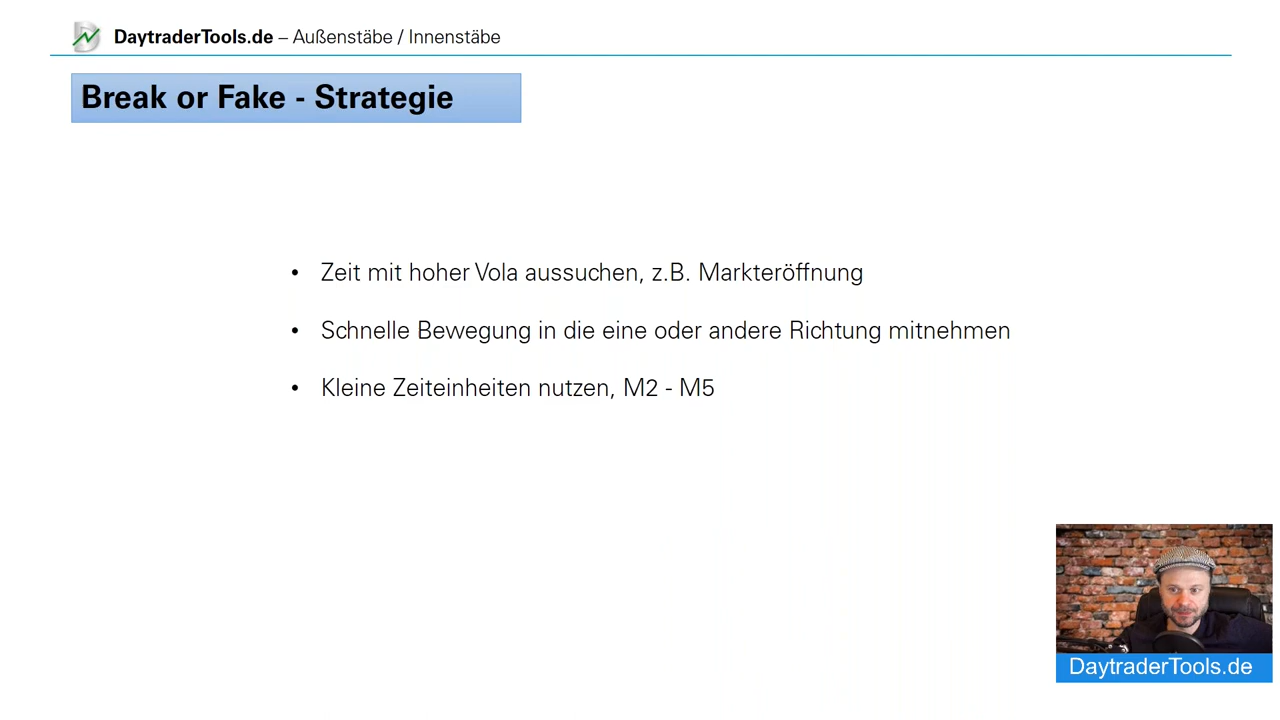 DaytraderTools.de – Außenstäbe / Innenstäbe
Break or Fake - Strategie
• Zeit mit hoher Vola aussuchen, z.B. Markteröffnung
• Schnelle Bewegung in die eine oder andere Richtung mitnehmen
• Kleine Zeiteinheiten nutzen, M2 - M5
DaytraderTools.de